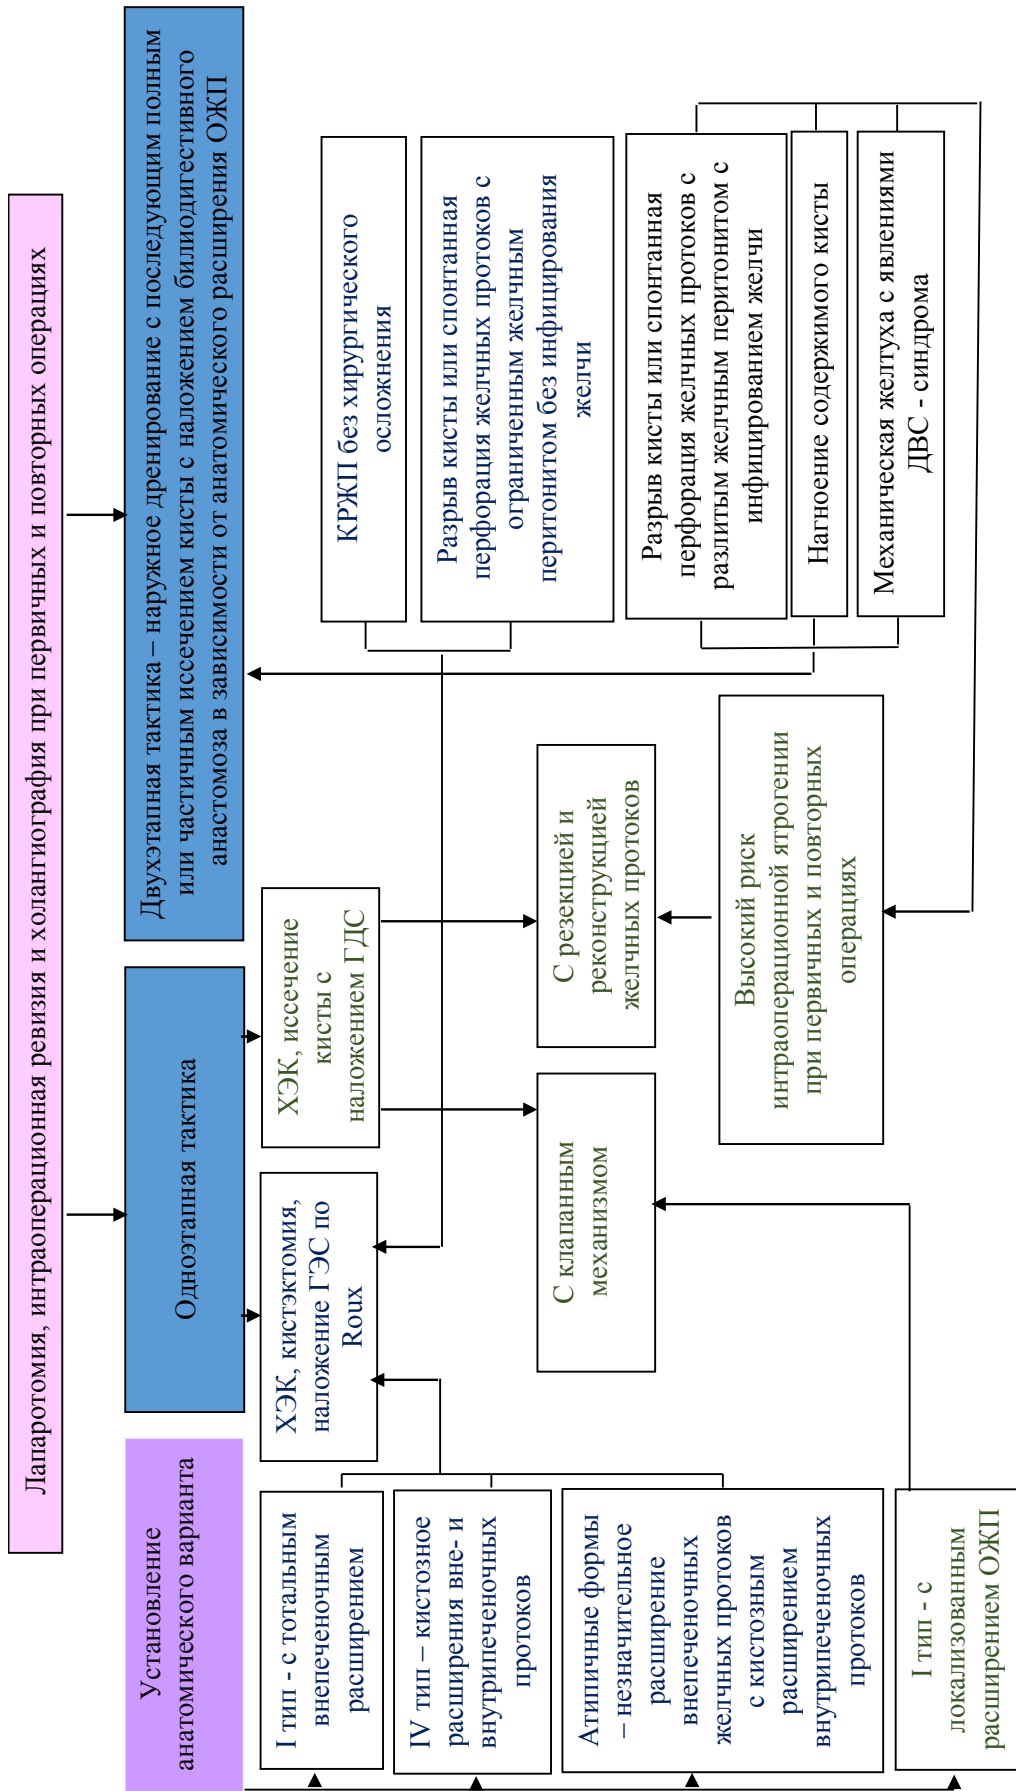 Лапаротомия, интраоперационная ревизия и холангиография при первичных и повторных операциях
Установление
анатомического варианта
Одноэтапная тактика
Двухэтапная тактика – наружное дренирование с последующим полным
или частичным иссечением кисты с наложением билиодигестивного
анастомоза в зависимости от анатомического расширения ОЖП
I тип - с тотальным
внепеченочным
расширением
IV тип – кистозное
расширения вне- и
внутрипеченочных
протоков
Атипичные формы
– незначительное
расширение
внепеченочных
желчных протоков
с кистозным
расширением
внутрипеченочных
протоков
I тип - с
локализованным
расширением ОЖП
ХЭК, кистэктомия,
наложение ГЭС по
Roux
ХЭК, иссечение
кисты с
наложением ГДС
С клапанным
механизмом
С резекцией и
реконструкцией
желчных протоков
Высокий риск
интраоперационной ятрогении
при первичных и повторных
операциях
КРЖП без хирургического
осложнения
Разрыв кисты или спонтанная
перфорация желчных протоков с
ограниченным желчным
перитонитом без инфицирования
желчи
Разрыв кисты или спонтанная
перфорация желчных протоков с
разлитым желчным перитонитом с
инфицированием желчи
Нагноение содержимого кисты
Механическая желтуха с явлениями
ДВС - синдрома